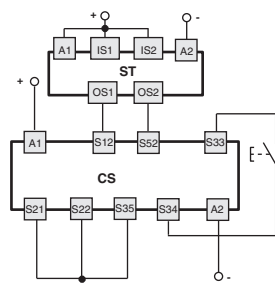 + -
A1 IS1 IS2 A2
ST
OS1 OS2
+
A1 S12 S52 S33
CS
S21 S22 S35 S34 A2
-